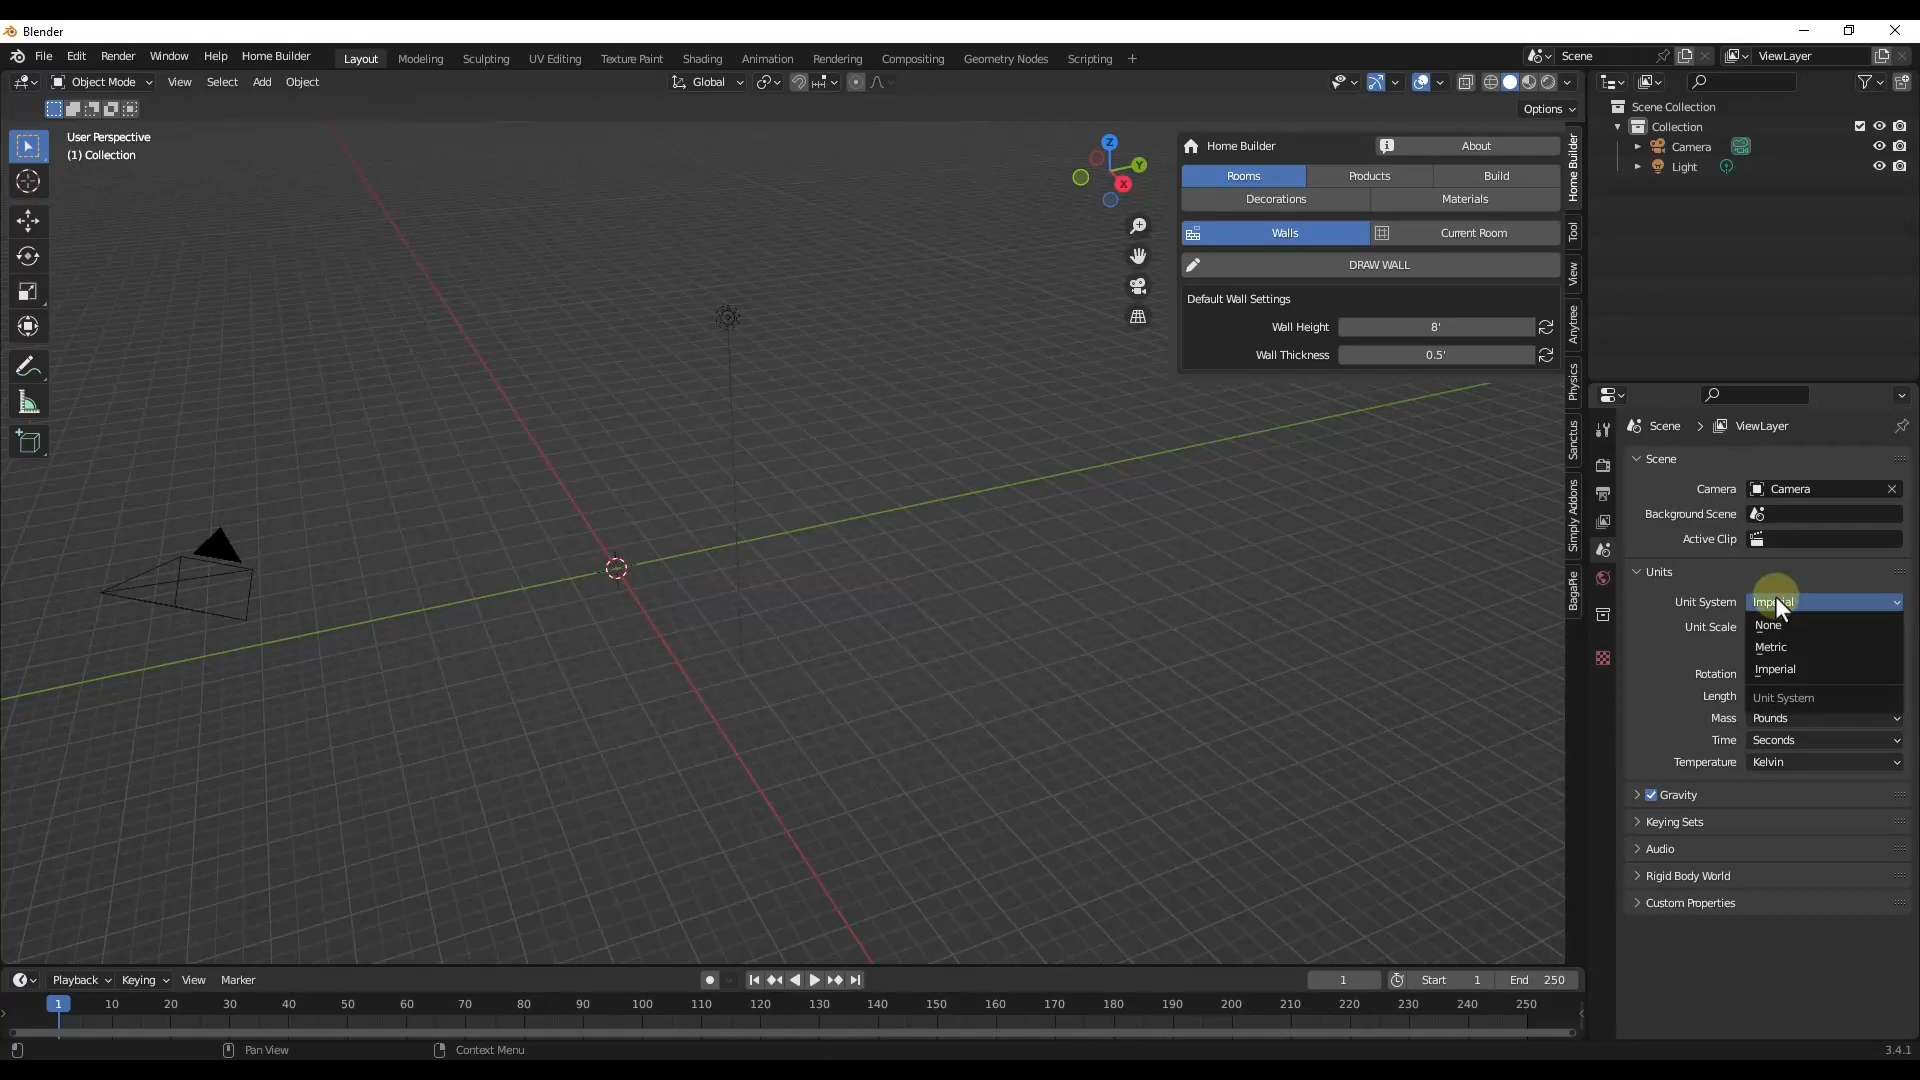 Blender
File Edit Render Window Help Home Builder Layout Modeling Sculpting UV Editing Texture Paint Shading Animation Rendering Compositing Geometry Nodes Scripting + Scene ViewLayer
Object Mode View Select Add Object Global
Options
User Perspective
(1) Collection
Z
Y
X
Home Builder About
Rooms Products Build
Decorations Materials
Walls Current Room
DRAW WALL
Default Wall Settings
Wall Height 8'
Wall Thickness 0.5'
Home Builder
Tool
View
Anytree
Physics
Sanctus
Simply Addons
BagaPie
Scene Collection
Collection
Camera
Light
Scene > ViewLayer
Scene
Camera Camera
Background Scene
Active Clip
Units
Unit System Imperial
Unit Scale
None
Metric
Imperial
Unit System
Rotation
Length
Mass Pounds
Time Seconds
Temperature Kelvin
Gravity
Keying Sets
Audio
Rigid Body World
Custom Properties
Playback Keying View Marker 1 Start 1 End 250
1 10 20 30 40 50 60 70 80 90 100 110 120 130 140 150 160 170 180 190 200 210 220 230 240 250
Pan View Context Menu 3.4.1